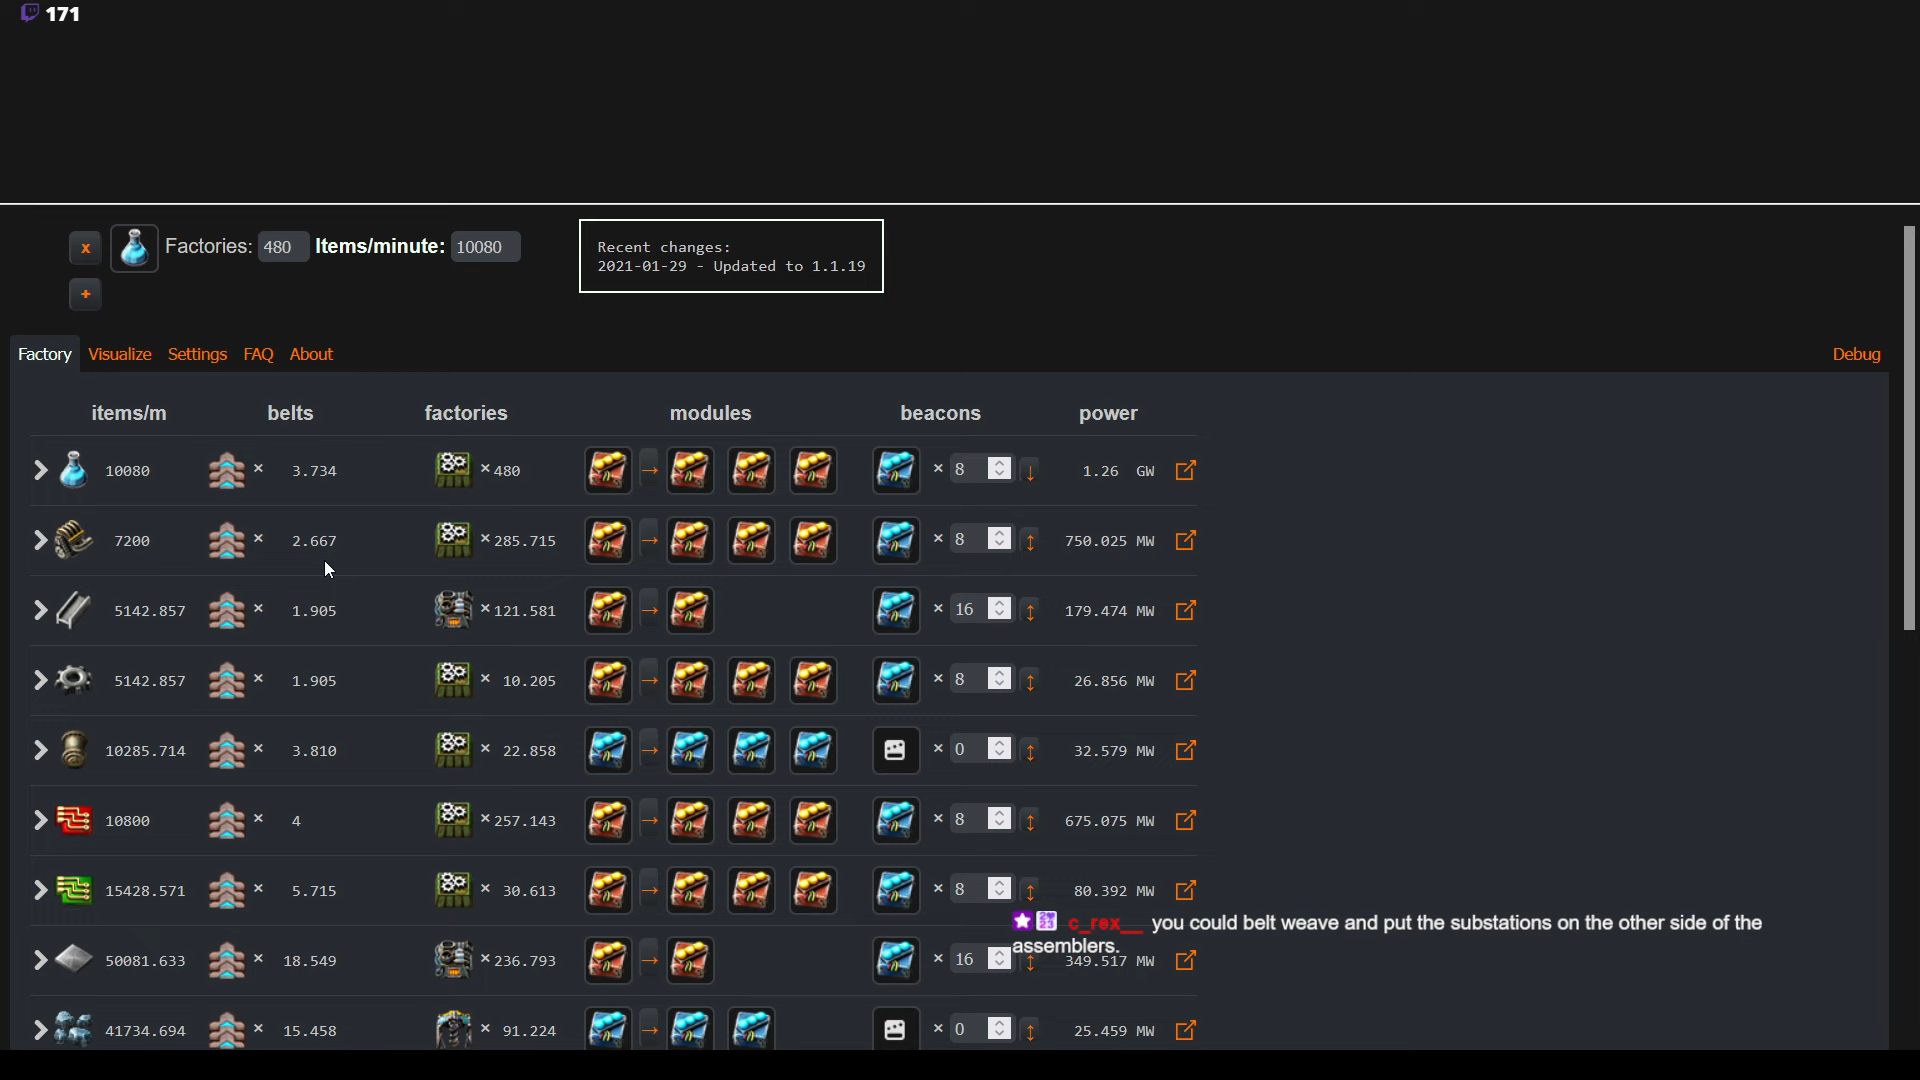 171
x Factories: 480 Items/minute: 10080
Recent changes:
2021-01-29 - Updated to 1.1.19
+
Factory Visualize Settings FAQ About Debug
items/m belts factories modules beacons power
10080 × 3.734 × 480 → × 8 ↓ 1.26 GW
7200 × 2.667 × 285.715 → × 8 ↕ 750.025 MW
5142.857 × 1.905 × 121.581 → × 16 ↕ 179.474 MW
5142.857 × 1.905 × 10.205 → × 8 ↕ 26.856 MW
10285.714 × 3.810 × 22.858 → × 0 ↕ 32.579 MW
10800 × 4 × 257.143 → × 8 ↕ 675.075 MW
15428.571 × 5.715 × 30.613 → × 8 ↕ 80.392 MW
c_rex__ you could belt weave and put the substations on the other side of the
assemblers.
50081.633 × 18.549 × 236.793 → × 16 ↕ 349.517 MW
41734.694 × 15.458 × 91.224 → × 0 ↕ 25.459 MW